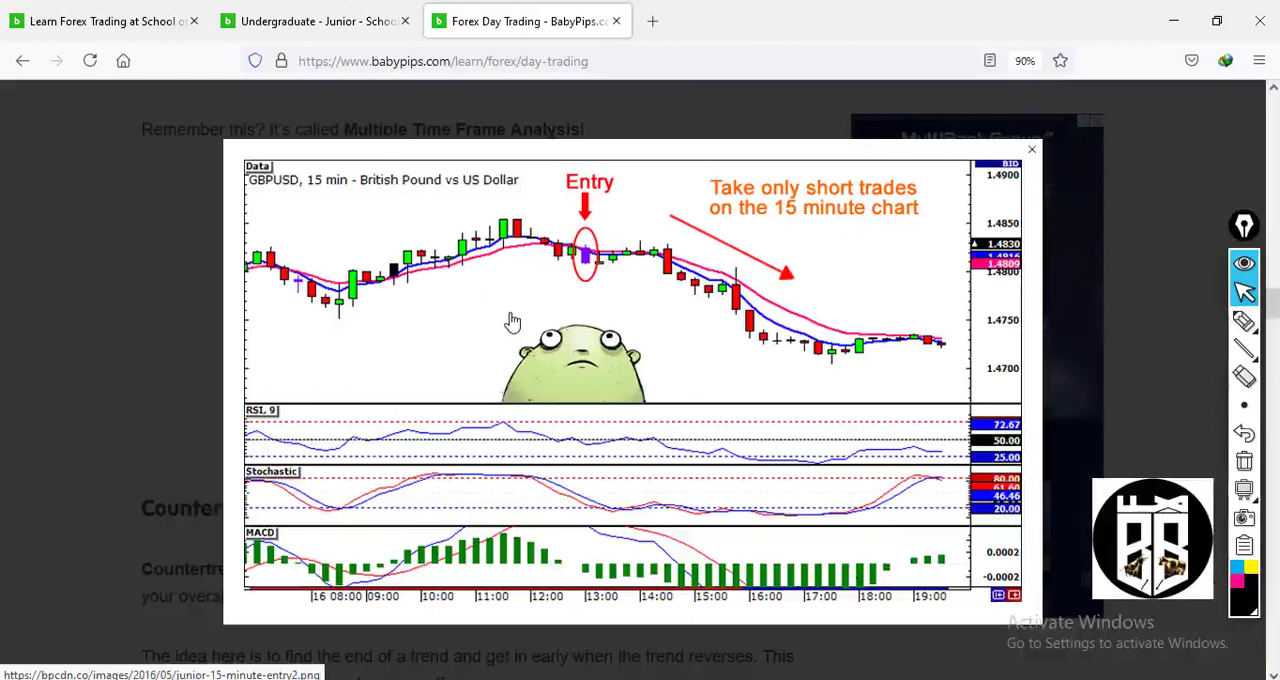 Learn Forex Trading at School o
Undergraduate - Junior - Schoo
Forex Day Trading - BabyPips.c
https://www.babypips.com/learn/forex/day-trading
90%
Remember this? It's called Multiple Time Frame Analysis!
Data
BID
GBPUSD, 15 min - British Pound vs US Dollar
Entry
Take only short trades
on the 15 minute chart
1.4900
1.4850
1.4830
1.4809
1.4800
1.4750
1.4700
RSI, 9
72.67
50.00
25.00
Stochastic
80.00
61.60
46.46
20.00
MACD
0.0002
-0.0002
16 08:00 09:00 10:00 11:00 12:00 13:00 14:00 15:00 16:00 17:00 18:00 19:00
Counter
Countertre
your overa
BB
Activate Windows
Go to Settings to activate Windows.
The idea here is to find the end of a trend and get in early when the trend reverses. This
https://bpcdn.co/images/2016/05/junior-15-minute-entry2.png